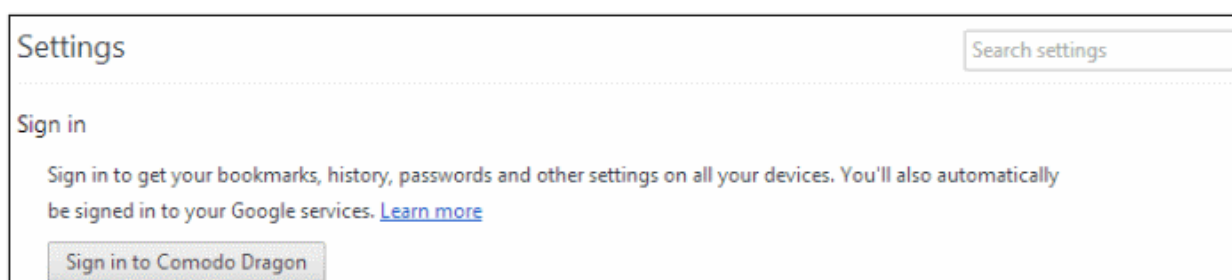 Settings
Search settings
Sign in
Sign in to get your bookmarks, history, passwords and other settings on all your devices. You'll also automatically
be signed in to your Google services. Learn more
Sign in to Comodo Dragon